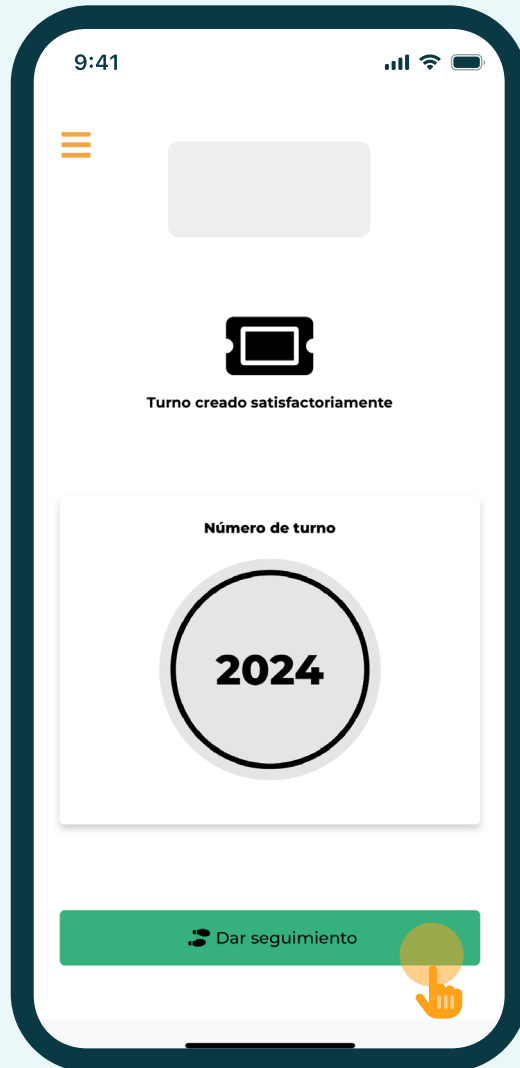 9:41
Turno creado satisfactoriamente
Número de turno
2024
Dar seguimiento